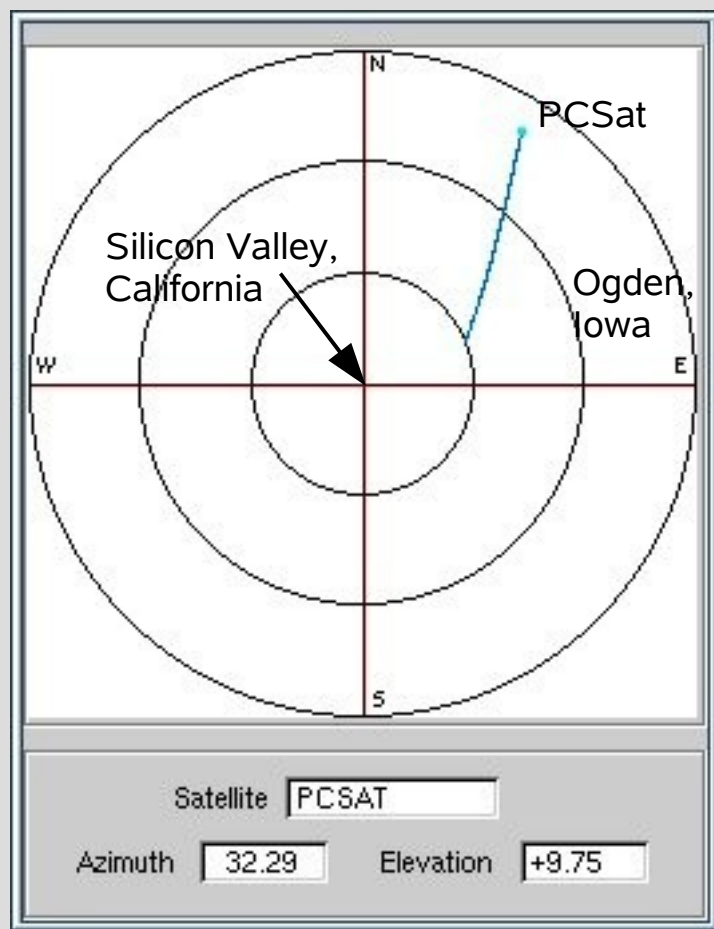 N
PCSat
Silicon Valley,
California
Ogden,
Iowa
W
E
S
Satellite PCSAT
Azimuth 32.29 Elevation +9.75